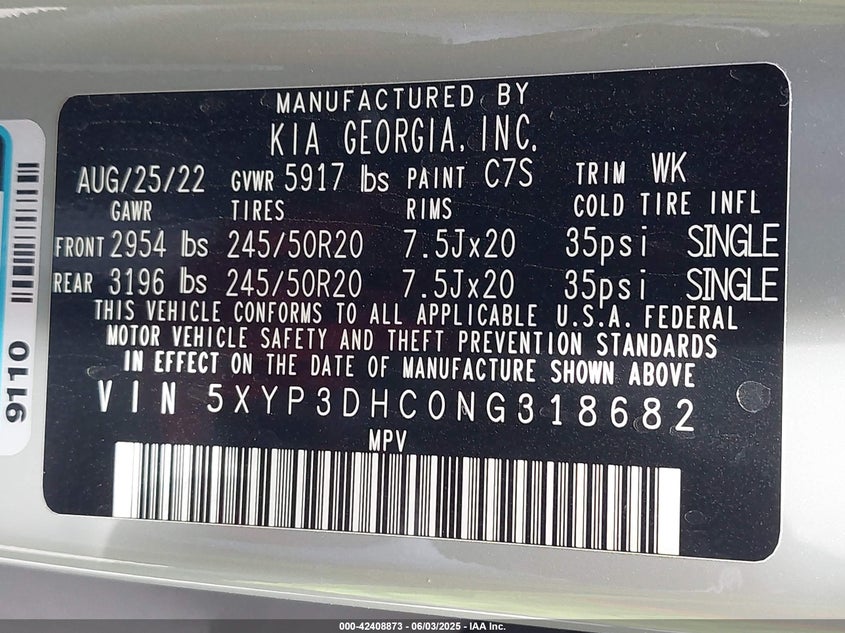 MANUFACTURED BY
KIA GEORGIA, INC.
AUG/25/22 GVWR 5917 lbs PAINT C7S TRIM WK
GAWR TIRES RIMS COLD TIRE INFL
FRONT 2954 lbs 245/50R20 7.5Jx20 35psi SINGLE
REAR 3196 lbs 245/50R20 7.5Jx20 35psi SINGLE
THIS VEHICLE CONFORMS TO ALL APPLICABLE U.S.A. FEDERAL
MOTOR VEHICLE SAFETY AND THEFT PREVENTION STANDARDS
IN EFFECT ON THE DATE OF MANUFACTURE SHOWN ABOVE
VIN 5XYP3DHC0NG318682
MPV
9110
000-42408873 - 06/03/2025 - IAA Inc.